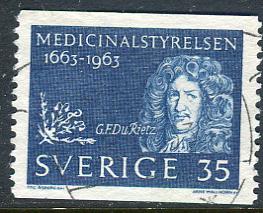 MEDICINALSTYRELSEN
1663-1963
G.F. Du Rietz
SVERIGE 35